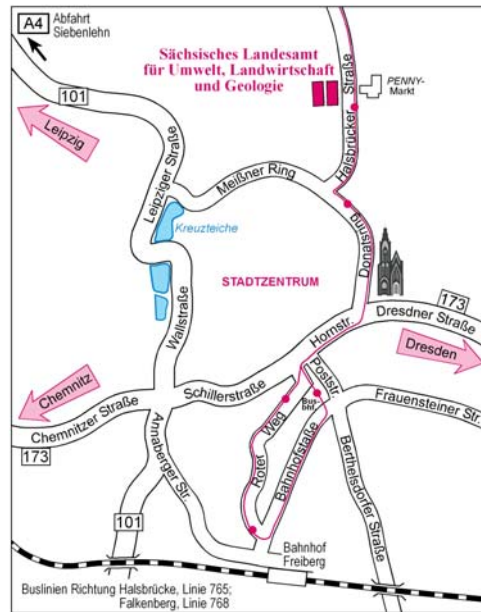 A4
Abfahrt
Siebenlehn
Sächsisches Landesamt
für Umwelt, Landwirtschaft
und Geologie
PENNY-
Markt
Halsbrücker Straße
101
Leipzig
Leipziger Straße
Meißner Ring
Kreuzteiche
Donatsring
STADTZENTRUM
Wallstraße
Hornstr.
173
Dresdner Straße
Dresden
Chemnitz
Chemnitzer Straße
173
Schillerstraße
Poststr.
Bus-
bhf.
Frauensteiner Str.
Roter Weg
Bahnhofstaße
Annaberger Str.
Berthelsdorfer Straße
101
Bahnhof
Freiberg
Buslinien Richtung Halsbrücke, Linie 765;
Falkenberg, Linie 768